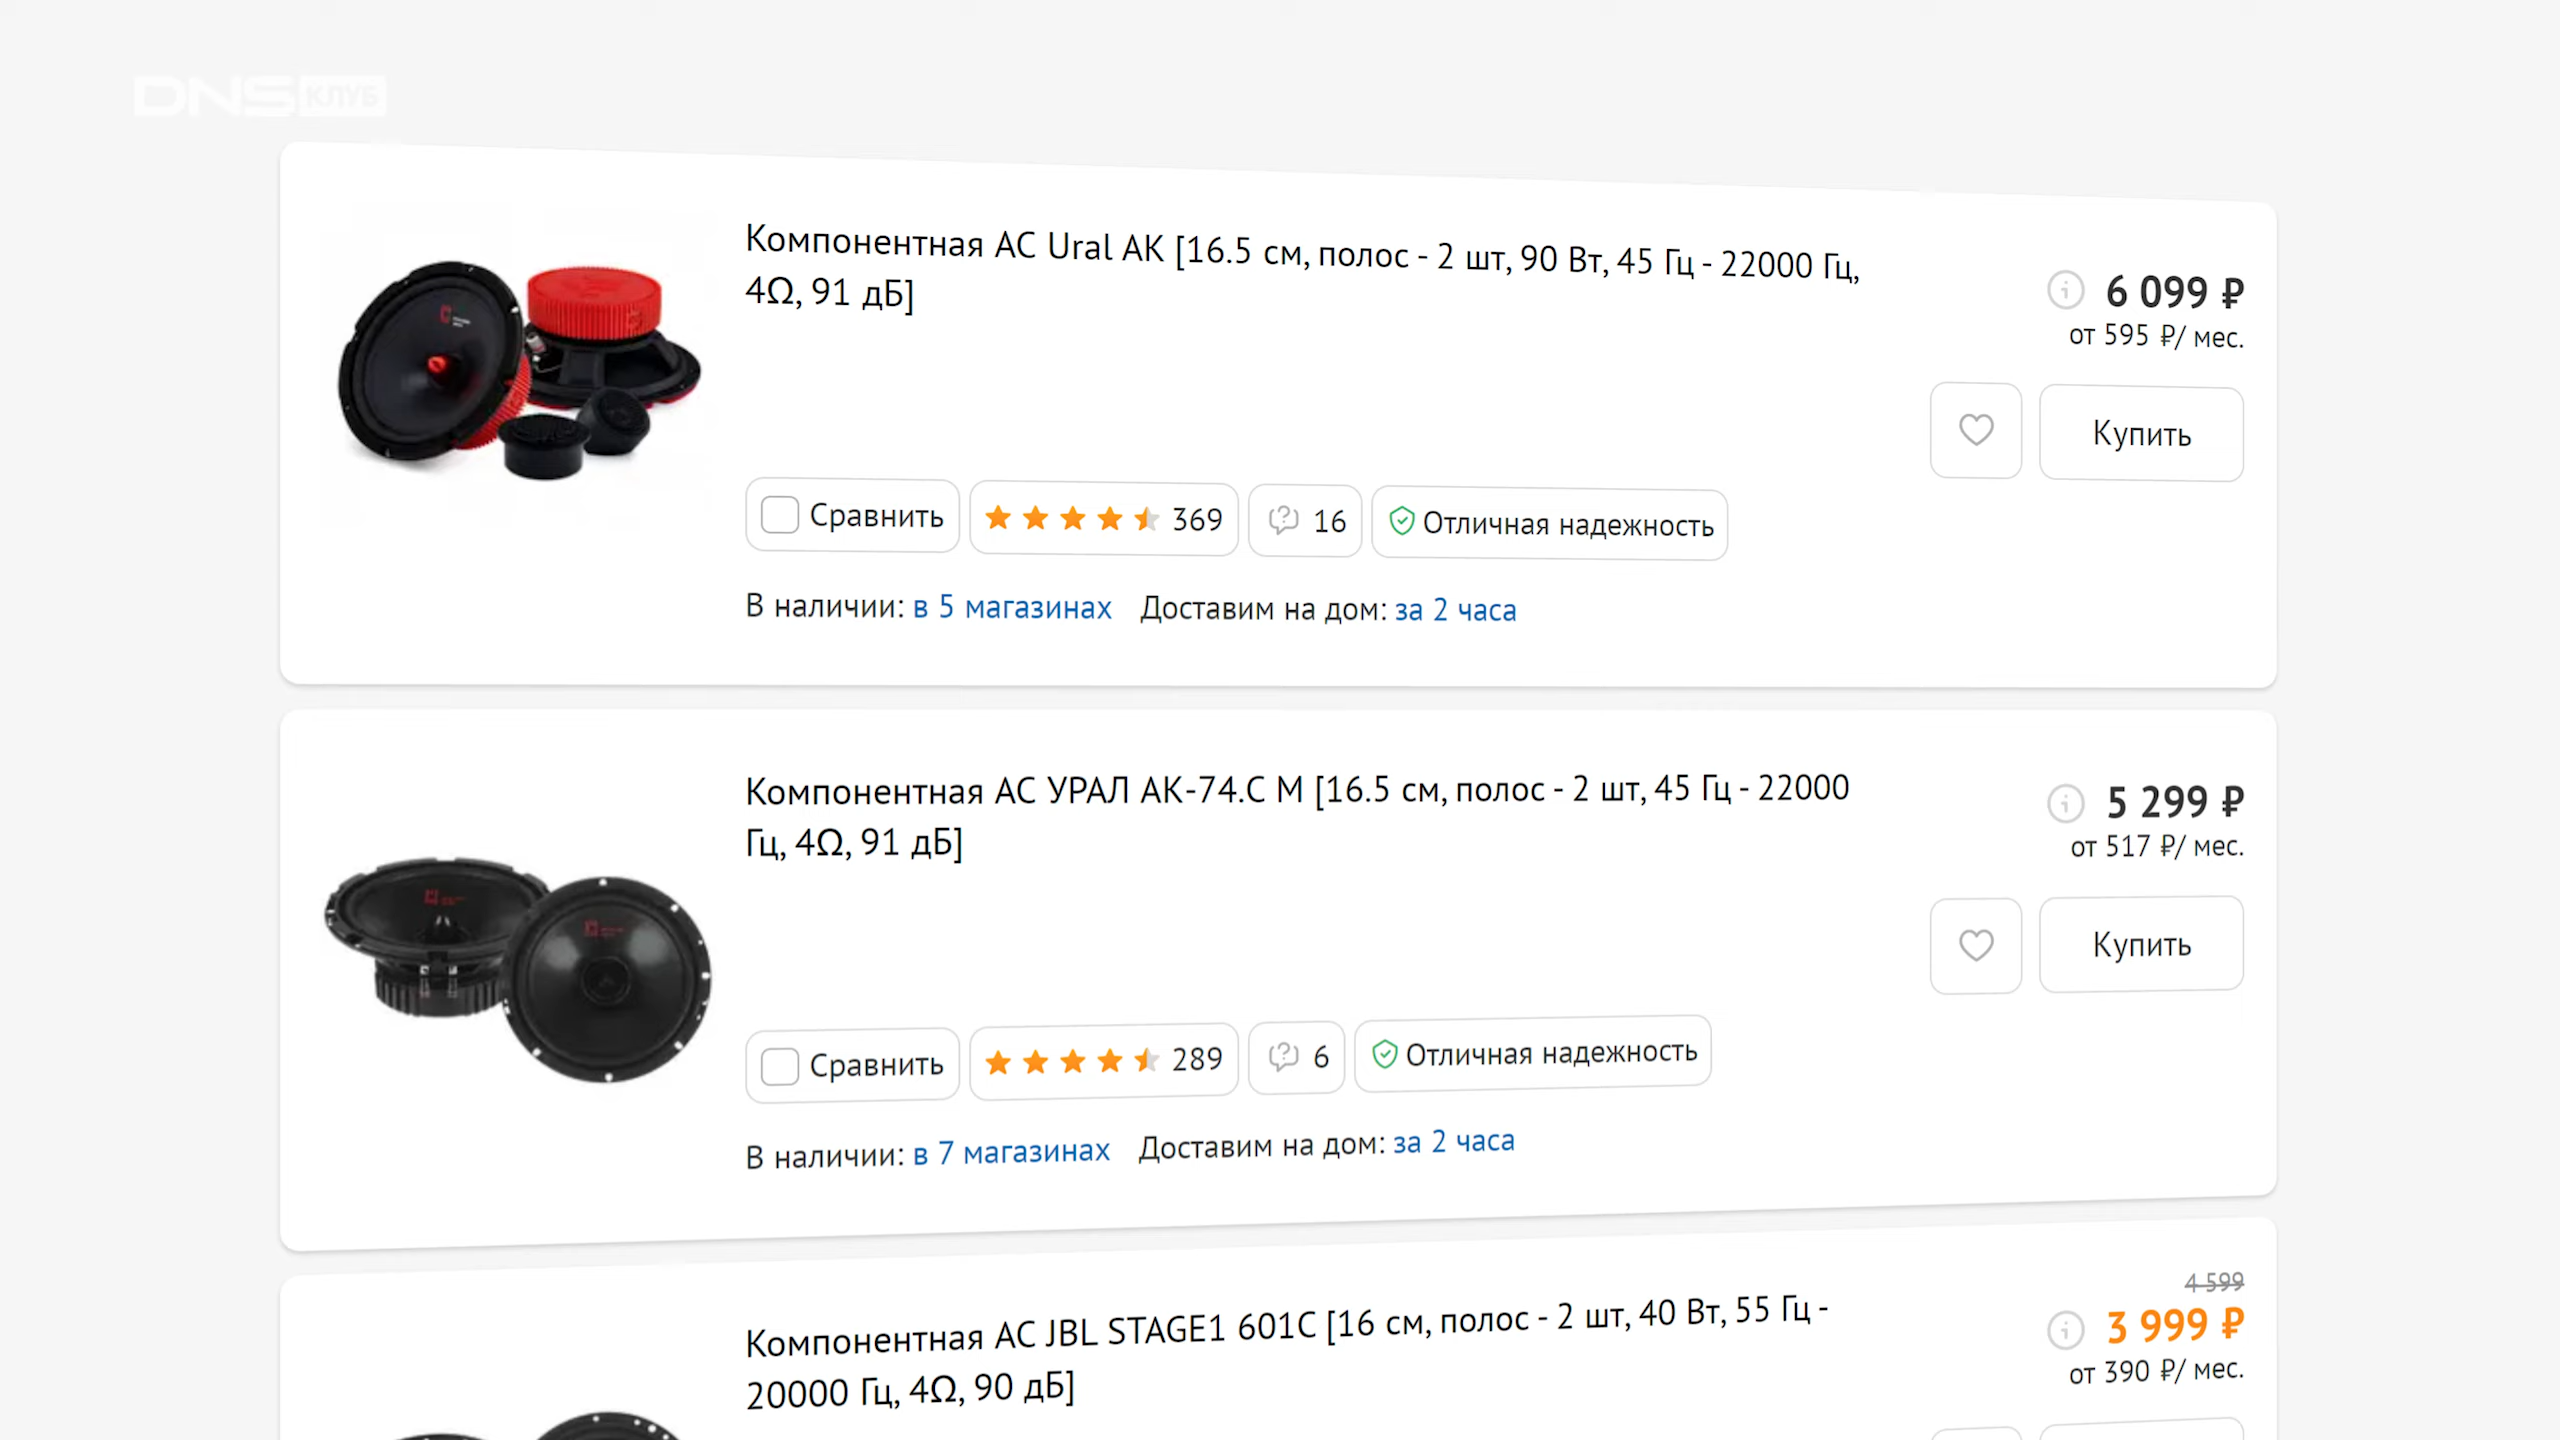 DNS КЛУБ
Компонентная АС Ural AK [16.5 см, полос - 2 шт, 90 Вт, 45 Гц - 22000 Гц,
4Ω, 91 дБ]
6 099 ₽
от 595 ₽/ мес.
Купить
Сравнить
369
16
Отличная надежность
В наличии: в 5 магазинах Доставим на дом: за 2 часа
Компонентная АС УРАЛ АК-74.С М [16.5 см, полос - 2 шт, 45 Гц - 22000
Гц, 4Ω, 91 дБ]
5 299 ₽
от 517 ₽/ мес.
Купить
Сравнить
289
6
Отличная надежность
В наличии: в 7 магазинах Доставим на дом: за 2 часа
Компонентная АС JBL STAGE1 601C [16 см, полос - 2 шт, 40 Вт, 55 Гц -
20000 Гц, 4Ω, 90 дБ]
4 599
3 999 ₽
от 390 ₽/ мес.